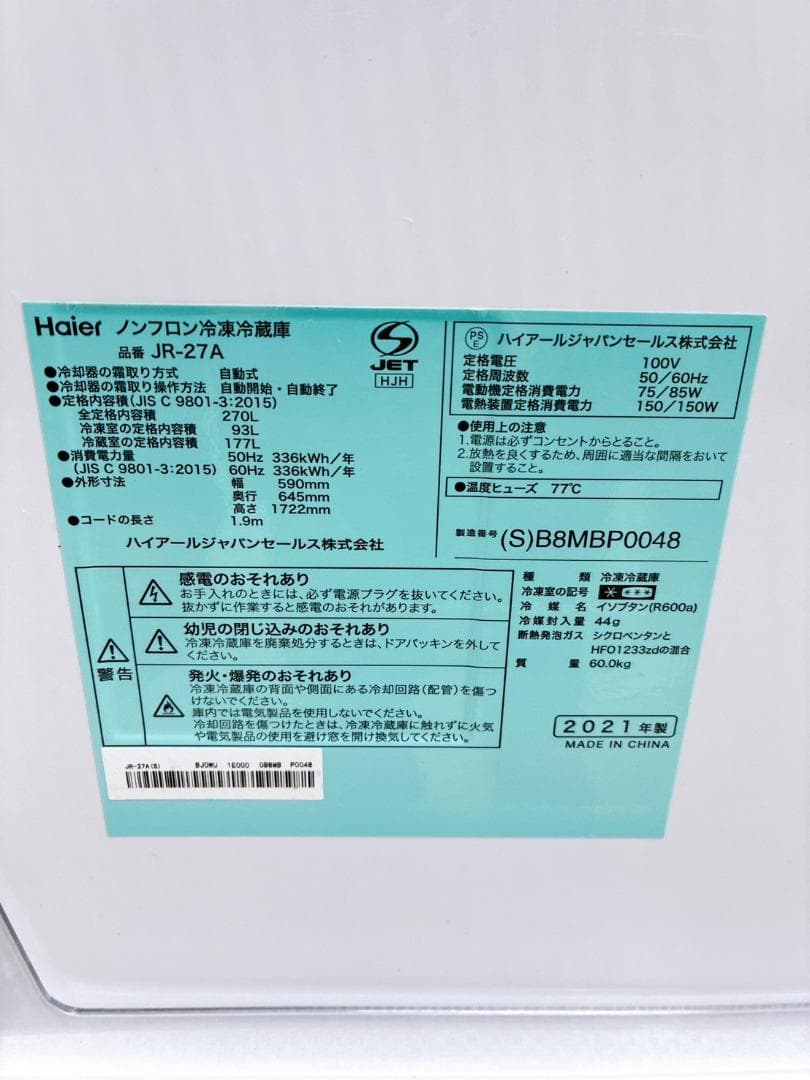 Haier ノンフロン冷凍冷蔵庫
品番 JR-27A
●冷却器の霜取り方式 自動式
●冷却器の霜取り操作方法 自動開始・自動終了
●定格内容積(JIS C 9801-3:2015)
全定格内容積 270L
冷凍室の定格内容積 93L
冷蔵室の定格内容積 177L
●消費電力量 50Hz 336kWh/年
(JIS C 9801-3:2015) 60Hz 336kWh/年
●外形寸法 幅 590mm
奥行 645mm
高さ 1722mm
●コードの長さ 1.9m
ハイアールジャパンセールス株式会社
S
JET
HJH
PS
E
ハイアールジャパンセールス株式会社
定格電圧 100V
定格周波数 50/60Hz
電動機定格消費電力 75/85W
電熱装置定格消費電力 150/150W
●使用上の注意
1.電源は必ずコンセントからとること。
2.放熱を良くするため、周囲に適当な間隔をおいて
設置すること。
●温度ヒューズ 77℃
製造番号 (S)B8MBP0048
警告
感電のおそれあり
お手入れのときには、必ず電源プラグを抜いてください。
抜かずに作業すると感電のおそれがあります。
幼児の閉じ込みのおそれあり
冷凍冷蔵庫を廃棄処分するときは、ドアパッキンを外して
ください。
発火・爆発のおそれあり
冷凍冷蔵庫の背面や側面にある冷却回路(配管)を傷つ
けないでください。
庫内では電気製品を使用しないでください。
冷却回路を傷つけたときは、冷凍冷蔵庫に触れずに火気
や電気製品の使用を避け窓を開け換気してください。
種類 冷凍冷蔵庫
冷凍室の記号 * ***
冷媒 イソブタン(R600a)
冷媒封入量 44g
断熱発泡ガス シクロペンタンと
HFO1233zdの混合
質量 60.0kg
2021年製
MADE IN CHINA
JR-27A(S) BJ0WU 1E000 0B8MB P0048